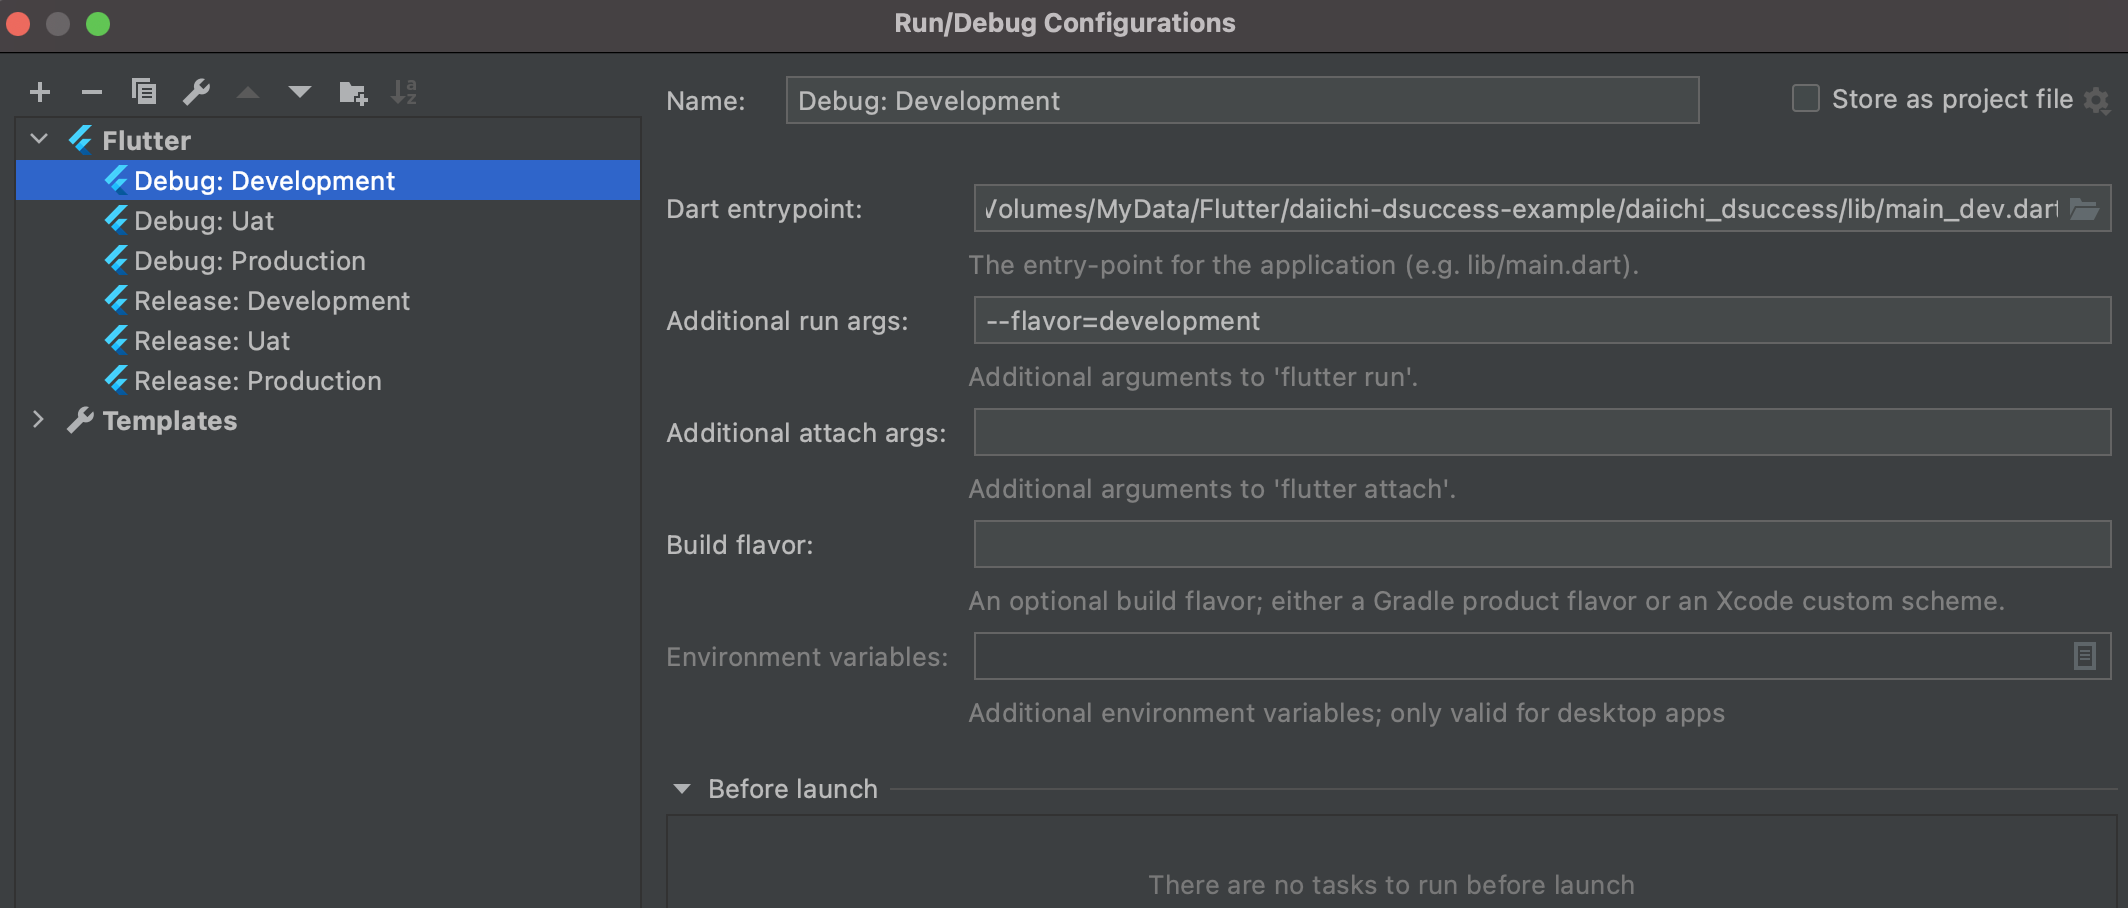 Run/Debug Configurations
Flutter
Debug: Development
Debug: Uat
Debug: Production
Release: Development
Release: Uat
Release: Production
Templates
Name: Debug: Development
Store as project file
Dart entrypoint: Volumes/MyData/Flutter/daiichi-dsuccess-example/daiichi_dsuccess/lib/main_dev.dart
The entry-point for the application (e.g. lib/main.dart).
Additional run args: --flavor=development
Additional arguments to 'flutter run'.
Additional attach args:
Additional arguments to 'flutter attach'.
Build flavor:
An optional build flavor; either a Gradle product flavor or an Xcode custom scheme.
Environment variables:
Additional environment variables; only valid for desktop apps
Before launch
There are no tasks to run before launch